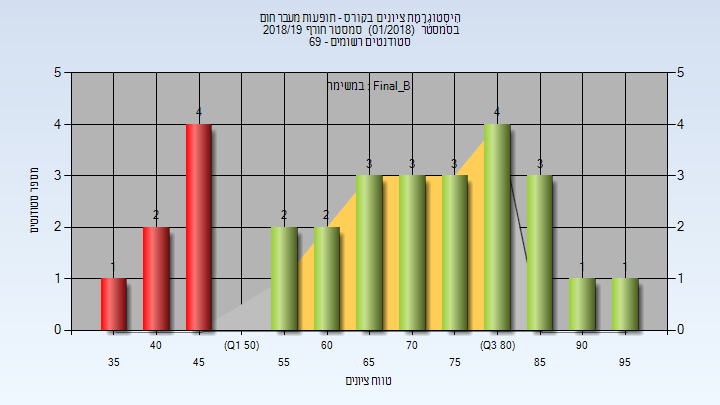 היסטוגרמת ציונים בקורס - תופעות מעבר חום
בסמסטר (01/2018) סמסטר חורף 2018/19
סטודנטים רשומים - 69
במשימה : Final_B
מספר סטודנטים
5 5
4 4
3 3
2 2
1 1
0 0
1 2 4 2 2 3 3 3 4 3 1 1
40 (Q1 50) 60 70 (Q3 80) 90
35 45 55 65 75 85 95
טווח ציונים